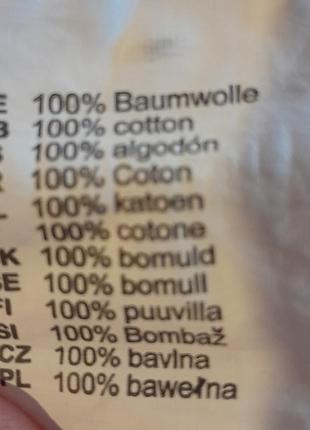 E 100% Baumwolle
B 100% cotton
S 100% algodón
R 100% Coton
L 100% katoen
100% cotone
K 100% bomuld
SE 100% bomull
FI 100% puuvilla
SI 100% Bombaž
CZ 100% bavlna
PL 100% bawełna